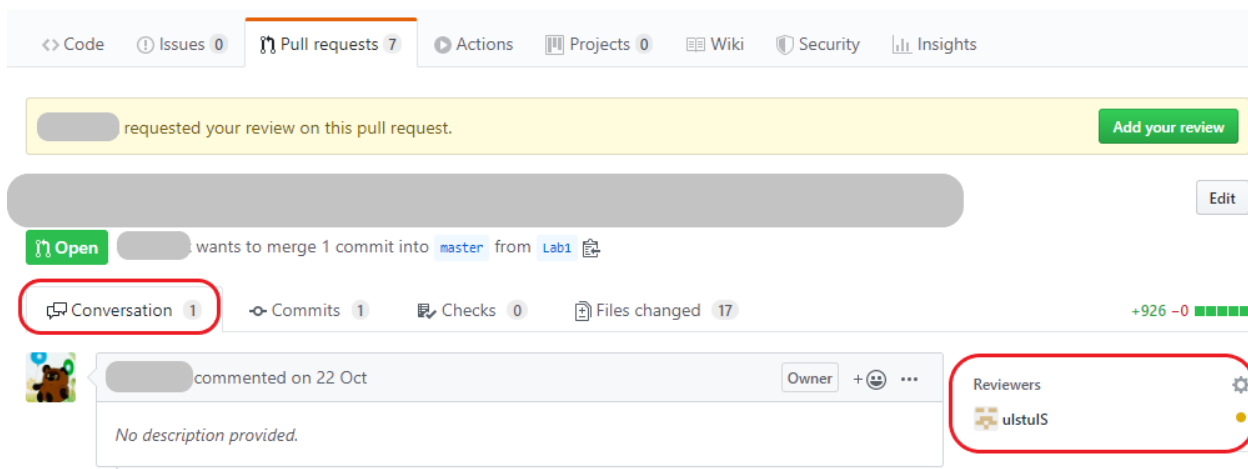 Code Issues 0 Pull requests 7 Actions Projects 0 Wiki Security Insights
requested your review on this pull request. Add your review
Edit
Open wants to merge 1 commit into master from Lab1
Conversation 1 Commits 1 Checks 0 Files changed 17 +926 −0
commented on 22 Oct Owner +
Reviewers
ulstuIS
No description provided.